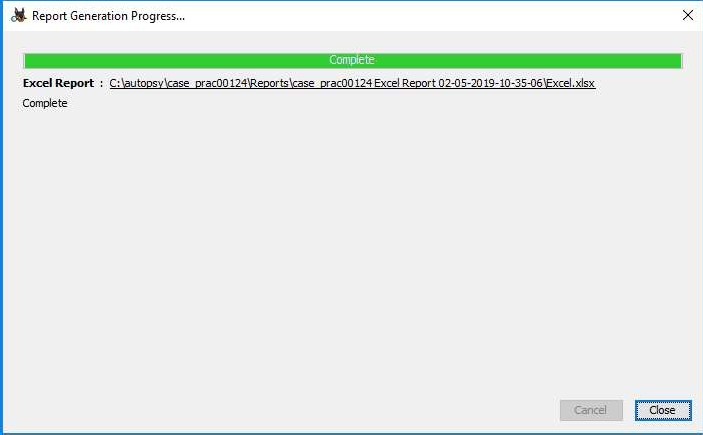 Report Generation Progress...
Complete
Excel Report : C:\autopsy\case_prac00124\Reports\case_prac00124 Excel Report 02-05-2019-10-35-06\Excel.xlsx
Complete
Cancel Close